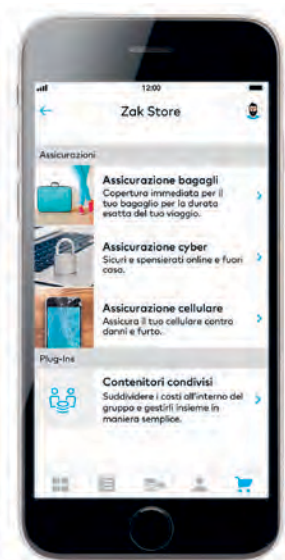 12:00
Zak Store
Assicurazioni
Assicurazione bagagli
Copertura immediata per il
tuo bagaglio per la durata
esatta del tuo viaggio.
Assicurazione cyber
Sicuri e spensierati online e fuori
casa.
Assicurazione cellulare
Assicura il tuo cellulare contro
danni e furto.
Plug-Ins
Contenitori condivisi
Suddividere i costi all'interno del
gruppo e gestirli insieme in
maniera semplice.